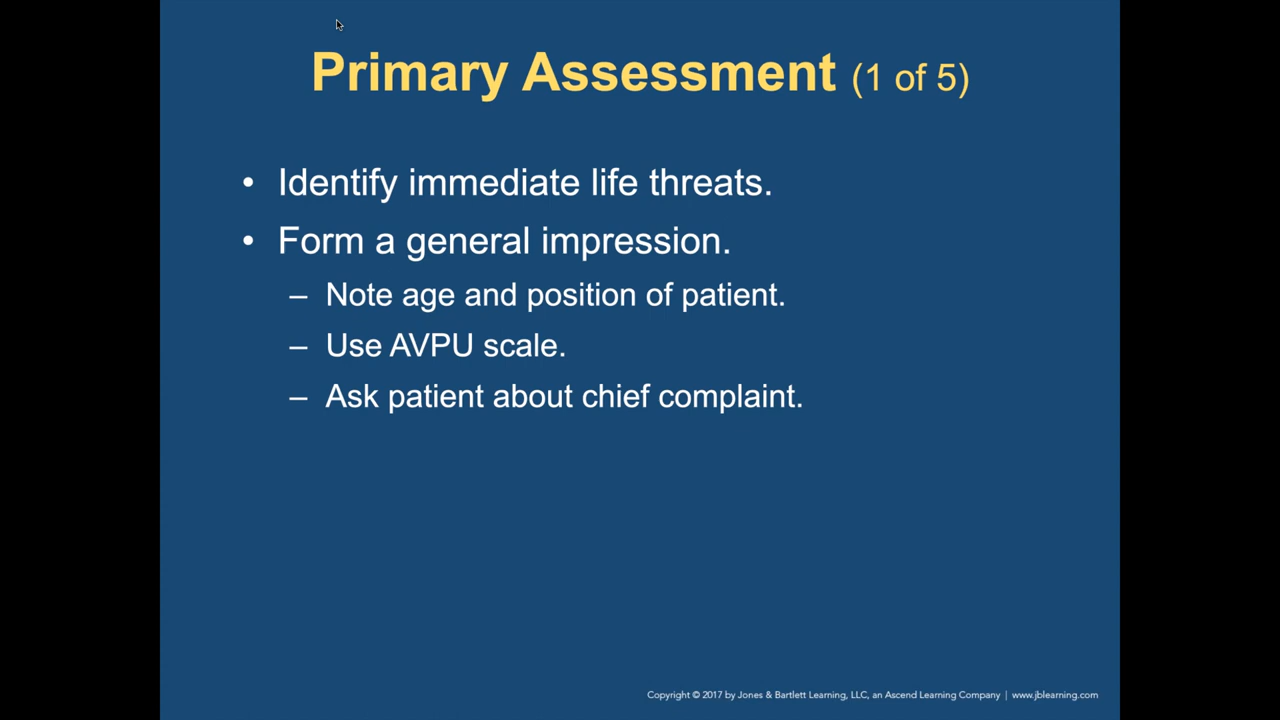 Primary Assessment (1 of 5)
• Identify immediate life threats.
• Form a general impression.
– Note age and position of patient.
– Use AVPU scale.
– Ask patient about chief complaint.
Copyright © 2017 by Jones & Bartlett Learning, LLC, an Ascend Learning Company | www.jblearning.com